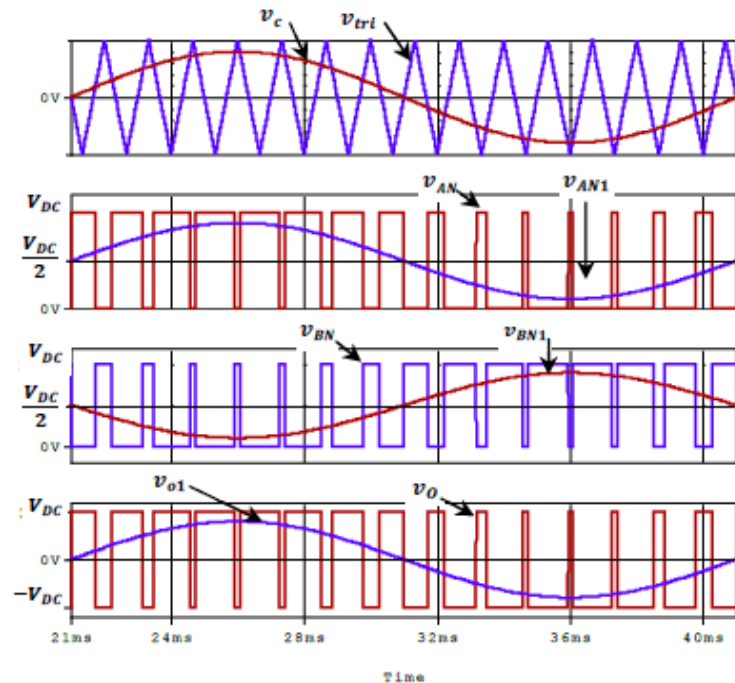 v_c v_tri
0V
v_AN v_AN1
V_DC
V_DC/2
0V
v_BN v_BN1
V_DC
V_DC/2
0V
v_o1 v_O
V_DC
0V
−V_DC
21ms 24ms 28ms 32ms 36ms 40ms
Time